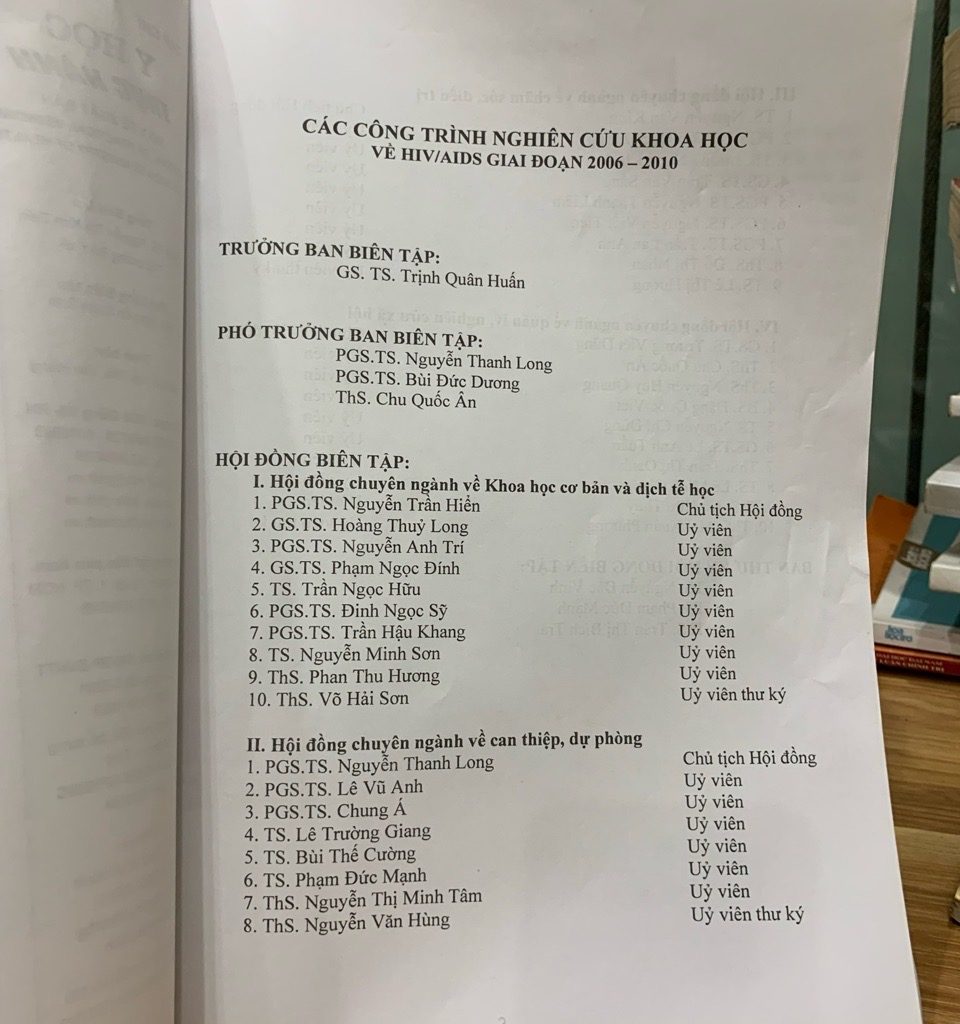 CÁC CÔNG TRÌNH NGHIÊN CỨU KHOA HỌC
VỀ HIV/AIDS GIAI ĐOẠN 2006 – 2010
TRƯỞNG BAN BIÊN TẬP:
GS. TS. Trịnh Quân Huấn
PHÓ TRƯỞNG BAN BIÊN TẬP:
PGS.TS. Nguyễn Thanh Long
PGS.TS. Bùi Đức Dương
ThS. Chu Quốc Ân
HỘI ĐỒNG BIÊN TẬP:
I. Hội đồng chuyên ngành về Khoa học cơ bản và dịch tễ học
1. PGS.TS. Nguyễn Trần Hiển Chủ tịch Hội đồng
2. GS.TS. Hoàng Thuỷ Long Uỷ viên
3. PGS.TS. Nguyễn Anh Trí Uỷ viên
4. GS.TS. Phạm Ngọc Đính Uỷ viên
5. TS. Trần Ngọc Hữu Uỷ viên
6. PGS.TS. Đinh Ngọc Sỹ Uỷ viên
7. PGS.TS. Trần Hậu Khang Uỷ viên
8. TS. Nguyễn Minh Sơn Uỷ viên
9. ThS. Phan Thu Hương Uỷ viên
10. ThS. Võ Hải Sơn Uỷ viên thư ký
II. Hội đồng chuyên ngành về can thiệp, dự phòng
1. PGS.TS. Nguyễn Thanh Long Chủ tịch Hội đồng
2. PGS.TS. Lê Vũ Anh Uỷ viên
3. PGS.TS. Chung Á Uỷ viên
4. TS. Lê Trường Giang Uỷ viên
5. TS. Bùi Thế Cường Uỷ viên
6. TS. Phạm Đức Mạnh Uỷ viên
7. ThS. Nguyễn Thị Minh Tâm Uỷ viên
8. ThS. Nguyễn Văn Hùng Uỷ viên thư ký
ĐẠI HỌC ĐẠI NAM
LUẬN CHÍNH TRỊ